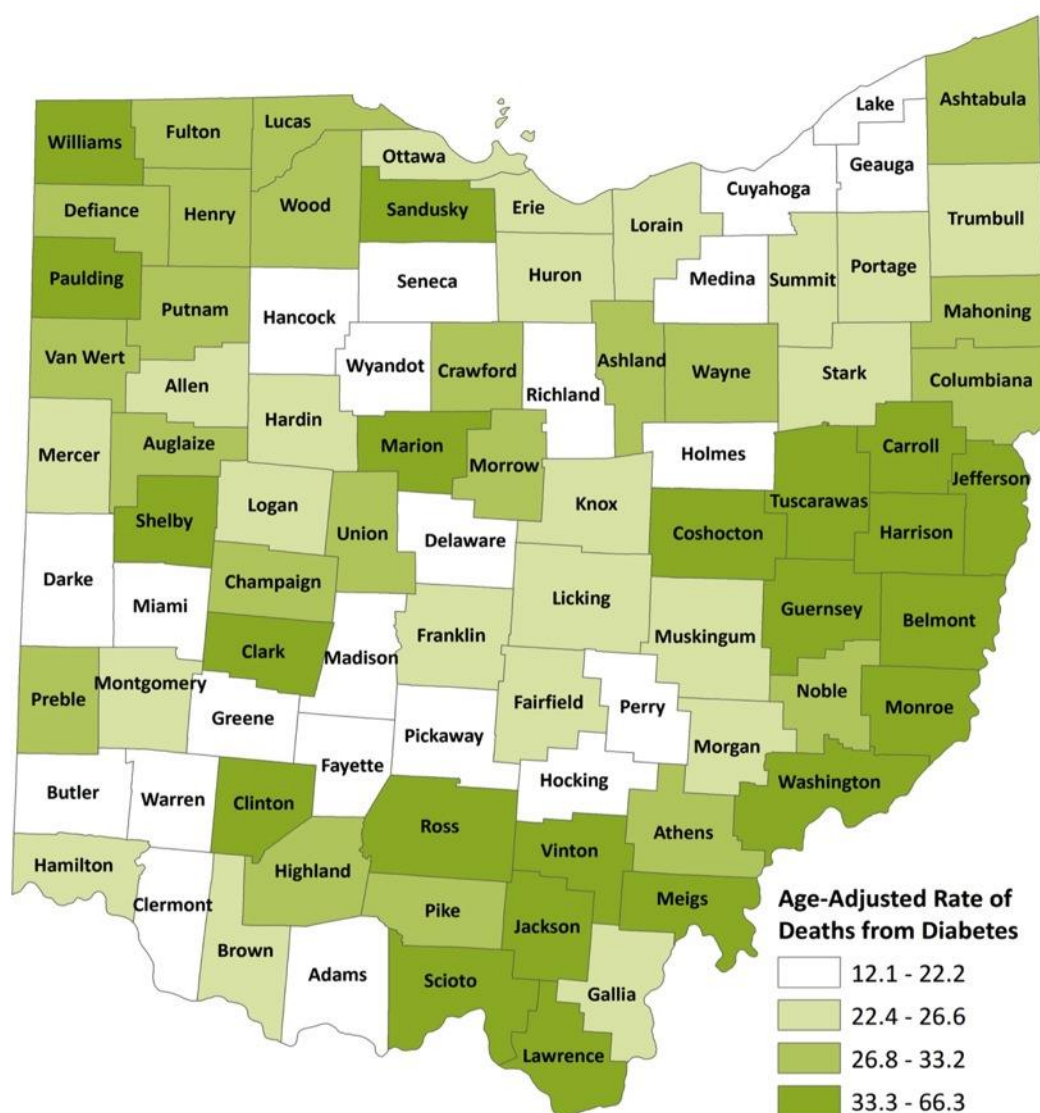 Lake
Ashtabula
Lucas
Fulton
Williams
Geauga
Ottawa
Cuyahoga
Wood
Sandusky
Erie
Defiance
Henry
Trumbull
Lorain
Portage
Paulding
Seneca
Huron
Medina
Summit
Putnam
Hancock
Mahoning
Van Wert
Wyandot
Crawford
Ashland
Wayne
Stark
Columbiana
Allen
Richland
Hardin
Mercer
Auglaize
Marion
Morrow
Holmes
Carroll
Jefferson
Knox
Logan
Tuscarawas
Shelby
Union
Delaware
Coshocton
Harrison
Darke
Champaign
Miami
Licking
Guernsey
Belmont
Franklin
Muskingum
Clark
Madison
Montgomery
Preble
Fairfield
Perry
Noble
Monroe
Greene
Pickaway
Morgan
Fayette
Hocking
Washington
Butler
Warren
Clinton
Ross
Vinton
Athens
Hamilton
Highland
Clermont
Pike
Jackson
Meigs
Brown
Adams
Scioto
Gallia
Lawrence
Age-Adjusted Rate of
Deaths from Diabetes
12.1 - 22.2
22.4 - 26.6
26.8 - 33.2
33.3 - 66.3